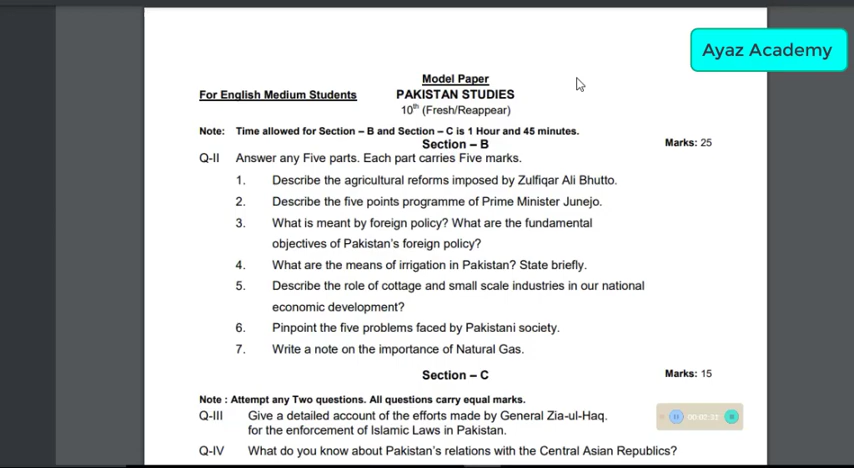 Ayaz Academy
Model Paper
For English Medium Students PAKISTAN STUDIES
10th (Fresh/Reappear)
Note: Time allowed for Section – B and Section – C is 1 Hour and 45 minutes.
Section – B Marks: 25
Q-II Answer any Five parts. Each part carries Five marks.
1. Describe the agricultural reforms imposed by Zulfiqar Ali Bhutto.
2. Describe the five points programme of Prime Minister Junejo.
3. What is meant by foreign policy? What are the fundamental
objectives of Pakistan's foreign policy?
4. What are the means of irrigation in Pakistan? State briefly.
5. Describe the role of cottage and small scale industries in our national
economic development?
6. Pinpoint the five problems faced by Pakistani society.
7. Write a note on the importance of Natural Gas.
Section – C Marks: 15
Note : Attempt any Two questions. All questions carry equal marks.
Q-III Give a detailed account of the efforts made by General Zia-ul-Haq.
for the enforcement of Islamic Laws in Pakistan.
Q-IV What do you know about Pakistan's relations with the Central Asian Republics?